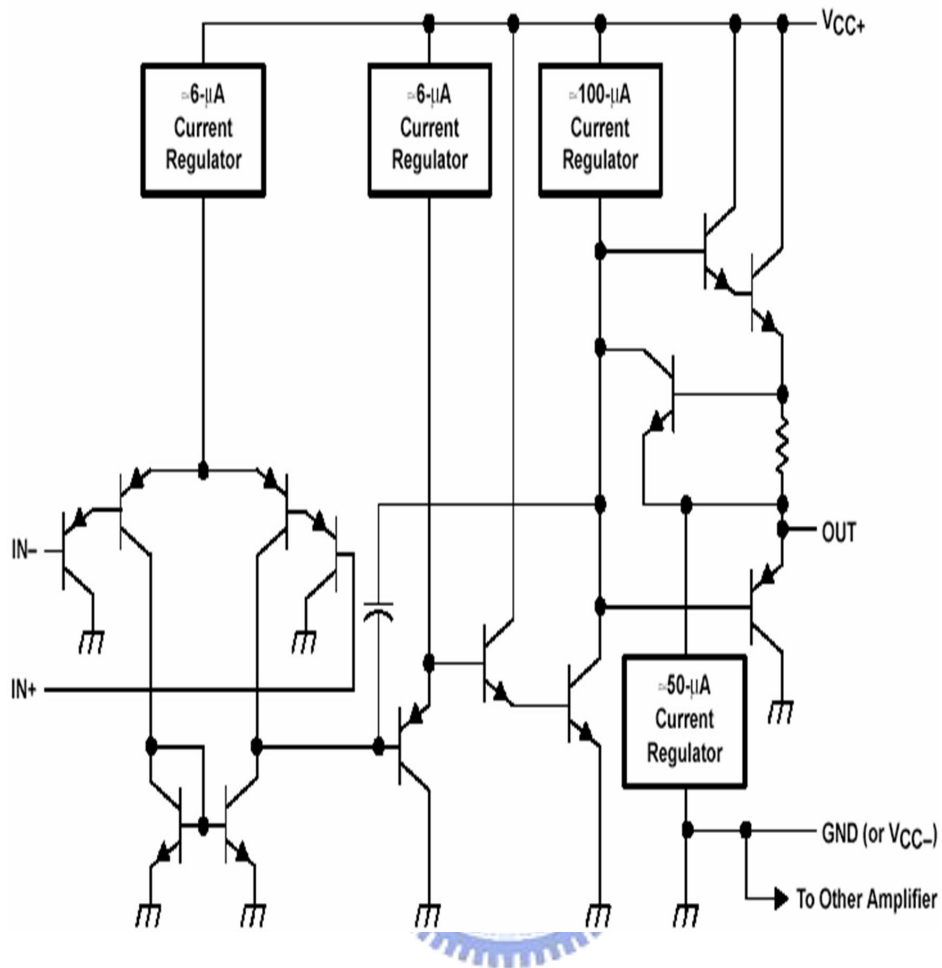 VCC+
≈6-μA
Current
Regulator
≈6-μA
Current
Regulator
≈100-μA
Current
Regulator
IN–
OUT
IN+
≈50-μA
Current
Regulator
GND (or VCC–)
To Other Amplifier